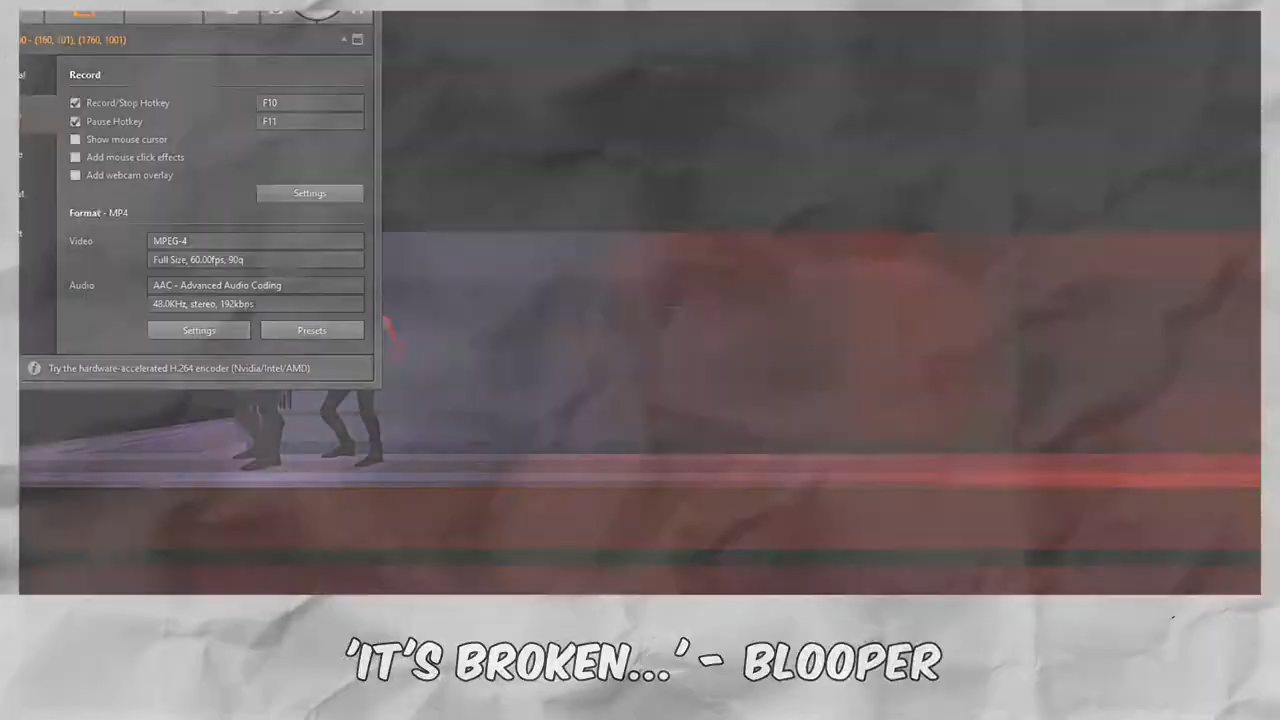 (160, 101), (1760, 1001)
Record
Record/Stop Hotkey
F10
Pause Hotkey
F11
Show mouse cursor
Add mouse click effects
Add webcam overlay
Settings
Format - MP4
Video
MPEG-4
Full Size, 60.00fps, 90q
Audio
AAC - Advanced Audio Coding
48.0KHz, stereo, 192kbps
Settings
Presets
Try the hardware-accelerated H.264 encoder (Nvidia/Intel/AMD)
'IT'S BROKEN...' - BLOOPER